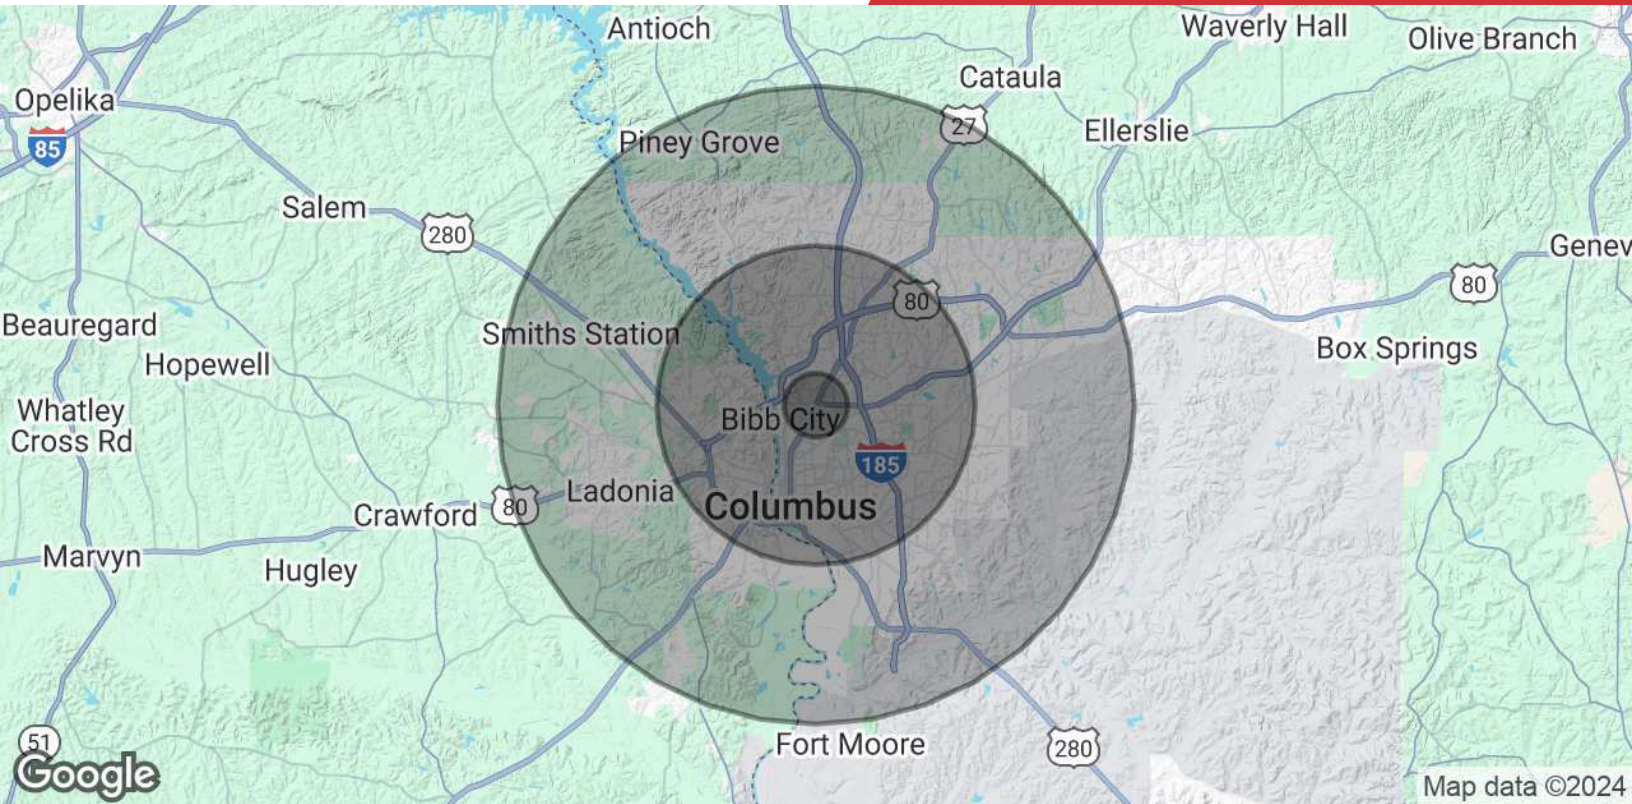 Antioch
Waverly Hall
Olive Branch
Cataula
Opelika
27
Ellerslie
85
Piney Grove
Salem
280
Genev
80
80
Beauregard
Smiths Station
Box Springs
Hopewell
Whatley
Cross Rd
Bibb City
185
Ladonia
Columbus
80
Crawford
Marvyn
Hugley
51
Fort Moore
280
Google
Map data ©2024